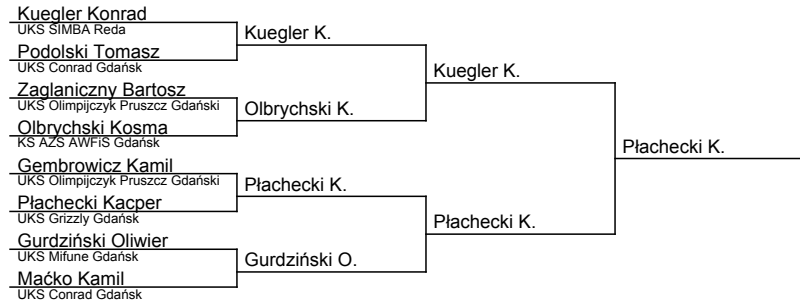 Kuegler Konrad
UKS SIMBA Reda
Podolski Tomasz
UKS Conrad Gdańsk
Zaglaniczny Bartosz
UKS Olimpijczyk Pruszcz Gdański
Olbrychski Kosma
KS AZS AWFiS Gdańsk
Gembrowicz Kamil
UKS Olimpijczyk Pruszcz Gdański
Płachecki Kacper
UKS Grizzly Gdańsk
Gurdziński Oliwier
UKS Mifune Gdańsk
Maćko Kamil
UKS Conrad Gdańsk
Kuegler K.
Olbrychski K.
Płachecki K.
Gurdziński O.
Kuegler K.
Płachecki K.
Płachecki K.